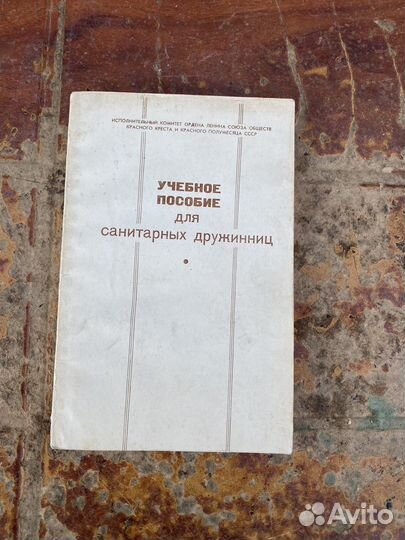 ИСПОЛНИТЕЛЬНЫЙ КОМИТЕТ ОРДЕНА ЛЕНИНА СОЮЗА ОБЩЕСТВ
КРАСНОГО КРЕСТА И КРАСНОГО ПОЛУМЕСЯЦА СССР
УЧЕБНОЕ
ПОСОБИЕ
для
санитарных дружинниц
Avito